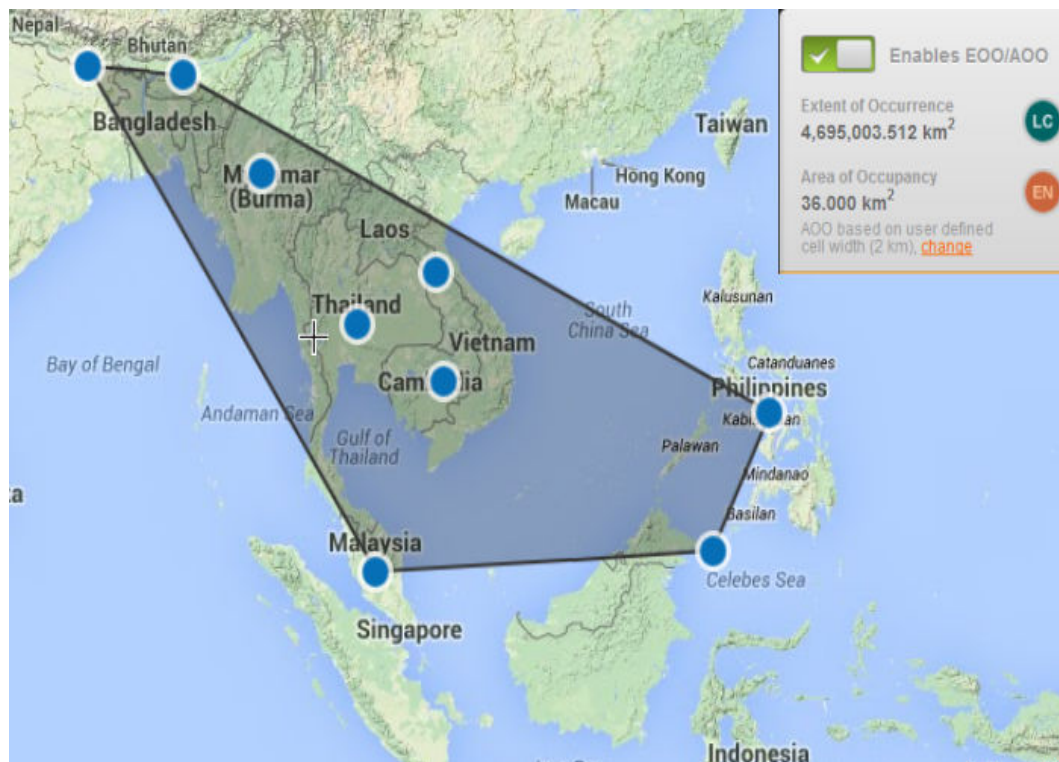 Nepal
Bhutan
Enables EOO/AOO
Extent of Occurrence
LC
4,695,003.512 km2
Bangladesh
Taiwan
Hong Kong
Area of Occupancy
EN
36.000 km2
Macau
(Burma)
Laos
AOO based on user defined
cell width (2 km), change
Thailand
South
China Sea
Kalusunan
Vietnam
Bay of Bengal
Catanduanes
Philippines
Andaman Sea
Gulf of
Thailand
Palawan
Mindanao
Basilan
Malaysia
Celebes Sea
Singapore
Indonesia